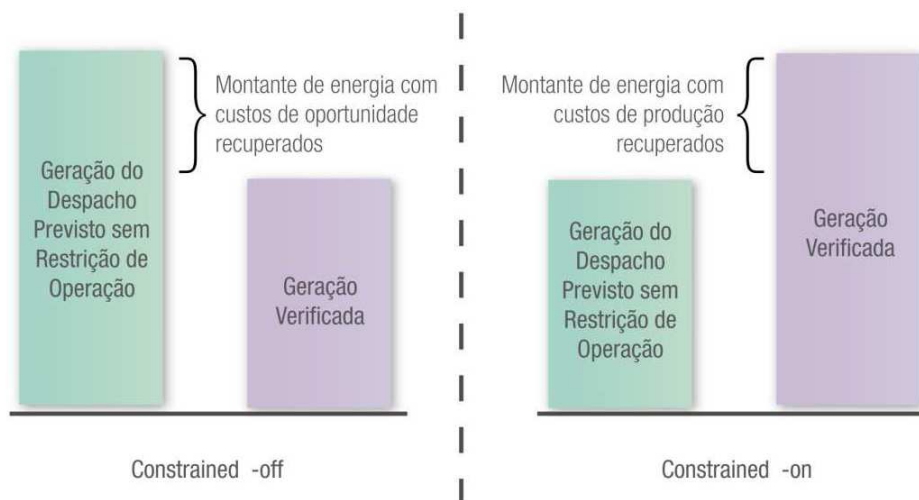 Montante de energia com
custos de oportunidade
recuperados
Geração do
Despacho
Previsto sem
Restrição de
Operação
Geração
Verificada
Constrained -off
Montante de energia com
custos de produção
recuperados
Geração do
Despacho
Previsto sem
Restrição de
Operação
Geração
Verificada
Constrained -on